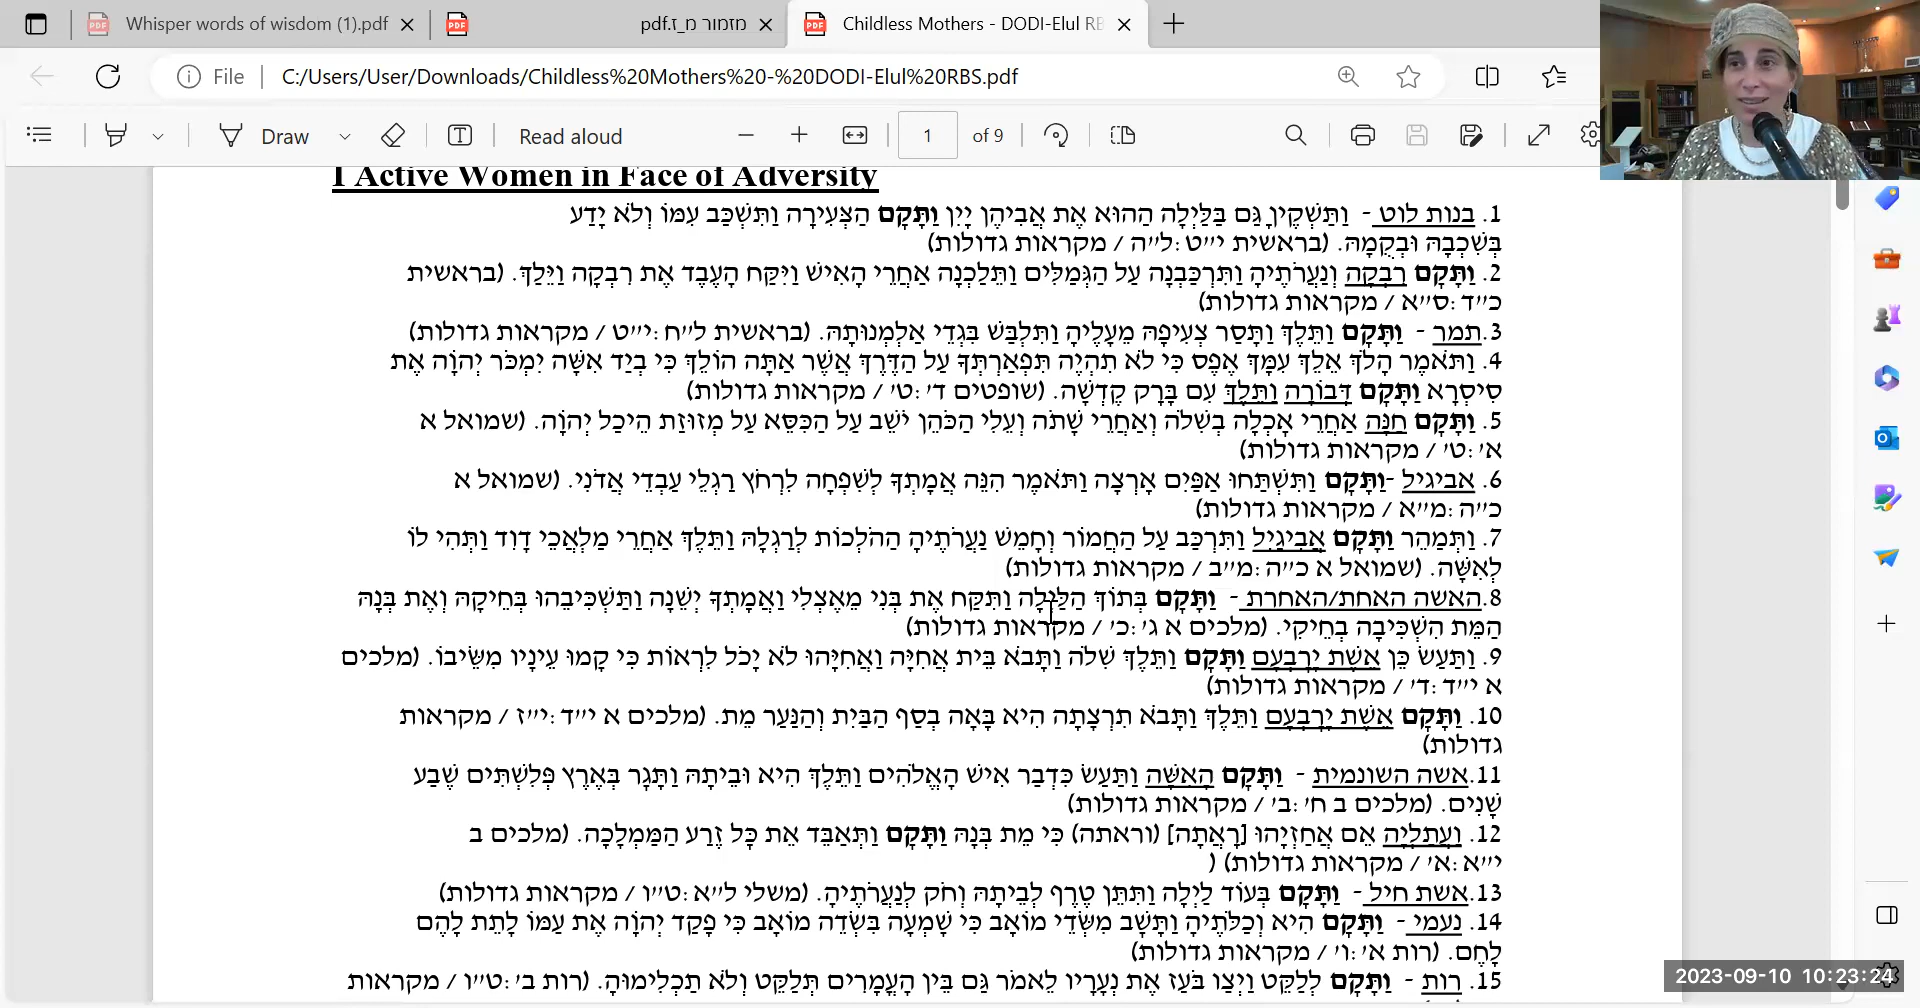 Whisper words of wisdom (1).pdf
מזמור מ_ז.pdf
Childless Mothers - DODI-Elul RB
File
C:/Users/User/Downloads/Childless%20Mothers%20-%20DODI-Elul%20RBS.pdf
Draw
Read aloud
1 of 9
I Active Women in Face of Adversity
1. בנות לוט - וַתַּשְׁקֶיןָ גַּם בַּלַּיְלָה הַהוּא אֶת אֲבִיהֶן יָיִן וַתָּקׇם הַצְּעִירָה וַתִּשְׁכַּב עִמּוֹ וְלֹא יָדַע
בְּשִׁכְבָהּ וּבְקֻמָהּ. (בראשית י״ט:ל״ה / מקראות גדולות)
2. וַתָּקׇם רִבְקָה וְנַעֲרֹתֶיהָ וַתִּרְכַּבְנָה עַל הַגְּמַלִּים וַתֵּלַכְנָה אַחֲרֵי הָאִישׁ וַיִּקַּח הָעֶבֶד אֶת רִבְקָה וַיֵּלַךְ. (בראשית
כ״ד:ס״א / מקראות גדולות)
3. תמר - וַתָּקׇם וַתֵּלֶךְ וַתָּסַר צְעִיפָהּ מֵעָלֶיהָ וַתִּלְבַּשׁ בִּגְדֵי אַלְמְנוּתָהּ. (בראשית ל״ח:י״ט / מקראות גדולות)
4. וַתֹּאמֶר הָלֹךְ אֵלֵךְ עִמָּךְ אֶפֶס כִּי לֹא תִהְיֶה תִּפְאַרְתְּךָ עַל הַדֶּרֶךְ אֲשֶׁר אַתָּה הוֹלֵךְ כִּי בְיַד אִשָּׁה יִמְכֹּר יְהֹוָה אֶת
סִיסְרָא וַתָּקׇם דְּבוֹרָה וַתֵּלֶךְ עִם בָּרָק קֶדְשָׁה. (שופטים ד׳:ט׳ / מקראות גדולות)
5. וַתָּקׇם חַנָּה אַחֲרֵי אׇכְלָה בְשִׁלֹה וְאַחֲרֵי שָׁתֹה וְעֵלִי הַכֹּהֵן יֹשֵׁב עַל הַכִּסֵּא עַל מְזוּזַת הֵיכַל יְהֹוָה. (שמואל א
א׳:ט׳ / מקראות גדולות)
6. אביגיל -וַתָּקׇם וַתִּשְׁתַּחוּ אַפַּיִם אָרְצָה וַתֹּאמֶר הִנֵּה אֲמָתְךָ לְשִׁפְחָה לִרְחֹץ רַגְלֵי עַבְדֵי אֲדֹנִי. (שמואל א
כ״ה:מ״א / מקראות גדולות)
7. וַתְּמַהֵר וַתָּקׇם אֲבִיגַיִל וַתִּרְכַּב עַל הַחֲמוֹר וְחָמֵשׁ נַעֲרֹתֶיהָ הַהֹלְכוֹת לְרַגְלָהּ וַתֵּלֶךְ אַחֲרֵי מַלְאֲכֵי דָוִד וַתְּהִי לוֹ
לְאִשָּׁה. (שמואל א כ״ה:מ״ב / מקראות גדולות)
8.האשה האחת/האחרת - וַתָּקׇם בְּתוֹךְ הַלַּיְלָה וַתִּקַּח אֶת בְּנִי מֵאֶצְלִי וַאֲמָתְךָ יְשֵׁנָה וַתַּשְׁכִּיבֵהוּ בְּחֵיקָהּ וְאֶת בְּנָהּ
הַמֵּת הִשְׁכִּיבָה בְחֵיקִי. (מלכים א ג׳:כ׳ / מקראות גדולות)
9. וַתַּעַשׂ כֵּן אֵשֶׁת יָרׇבְעָם וַתָּקׇם וַתֵּלֶךְ שִׁלֹה וַתָּבֹא בֵּית אֲחִיָּה וַאֲחִיָּהוּ לֹא יָכֹל לִרְאוֹת כִּי קָמוּ עֵינָיו מִשֵּׂיבוֹ. (מלכים
א י״ד:ד׳ / מקראות גדולות)
10. וַתָּקׇם אֵשֶׁת יָרׇבְעָם וַתֵּלֶךְ וַתָּבֹא תִרְצָתָה הִיא בָּאָה בְסַף הַבַּיִת וְהַנַּעַר מֵת. (מלכים א י״ד:י״ז / מקראות
גדולות)
11.אשה השונמית - וַתָּקׇם הָאִשָּׁה וַתַּעַשׂ כִּדְבַר אִישׁ הָאֱלֹהִים וַתֵּלֶךְ הִיא וּבֵיתָהּ וַתָּגׇר בְּאֶרֶץ פְּלִשְׁתִּים שֶׁבַע
שָׁנִים. (מלכים ב ח׳:ב׳ / מקראות גדולות)
12. וַעֲתַלְיָה אֵם אֲחַזְיָהוּ [רָאֲתָה] (וראתה) כִּי מֵת בְּנָהּ וַתָּקׇם וַתְּאַבֵּד אֵת כׇּל זֶרַע הַמַּמְלָכָה. (מלכים ב
י״א:א׳ / מקראות גדולות) (
13.אשת חיל - וַתָּקׇם בְּעוֹד לַיְלָה וַתִּתֵּן טֶרֶף לְבֵיתָהּ וְחֹק לְנַעֲרֹתֶיהָ. (משלי ל״א:ט״ו / מקראות גדולות)
14. נעמי - וַתָּקׇם הִיא וְכַלֹּתֶיהָ וַתָּשׇׁב מִשְּׂדֵי מוֹאָב כִּי שָׁמְעָה בִּשְׂדֵה מוֹאָב כִּי פָקַד יְהֹוָה אֶת עַמּוֹ לָתֵת לָהֶם
לָחֶם. (רות א׳:ו׳ / מקראות גדולות)
15. רות - וַתָּקׇם לְלַקֵּט וַיְצַו בֹּעַז אֶת נְעָרָיו לֵאמֹר גַּם בֵּין הָעֳמָרִים תְּלַקֵּט וְלֹא תַכְלִימוּהָ. (רות ב׳:ט״ו / מקראות
2023-09-10 10:23:24